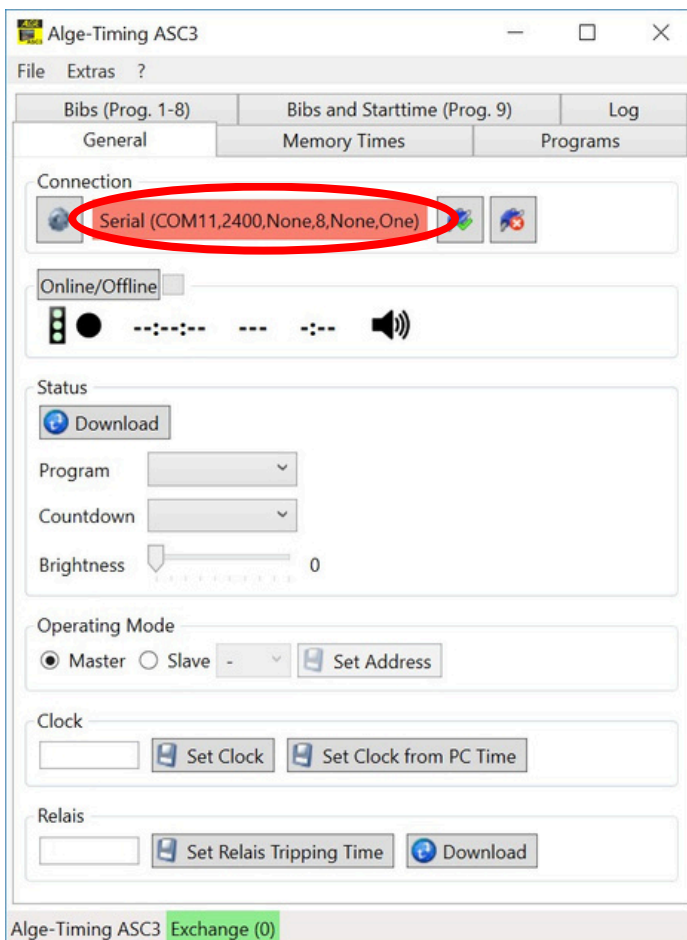 Alge-Timing ASC3
File Extras ?
Bibs (Prog. 1-8) Bibs and Starttime (Prog. 9) Log
General Memory Times Programs
Connection
Serial (COM11,2400,None,8,None,One)
Online/Offline
--:--:-- --- -:--
Status
Download
Program
Countdown
Brightness 0
Operating Mode
Master Slave - Set Address
Clock
Set Clock Set Clock from PC Time
Relais
Set Relais Tripping Time Download
Alge-Timing ASC3 Exchange (0)